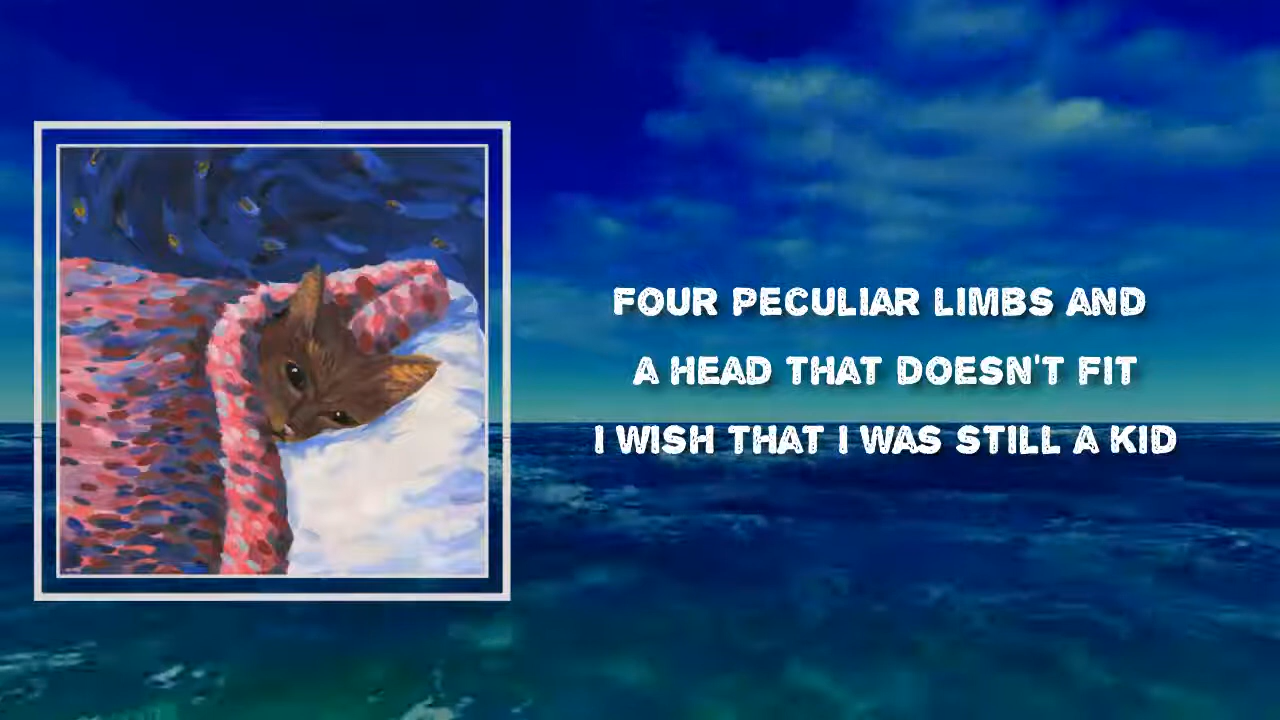 FOUR PECULIAR LIMBS AND
A HEAD THAT DOESN'T FIT
I WISH THAT I WAS STILL A KID